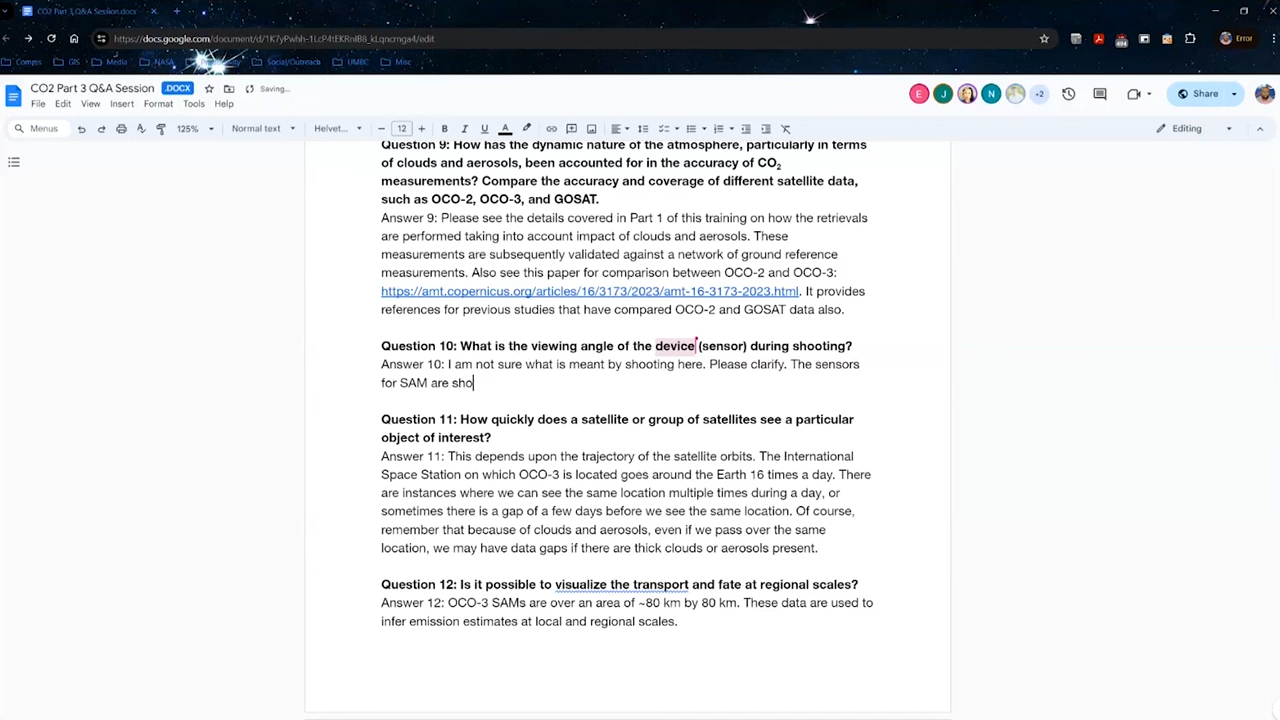 CO2 Part 3 Q&A Session.docx
https://docs.google.com/document/d/
Comps GIS Media NASA Social/Outreach UMBC Misc Error
CO2 Part 3 Q&A Session .DOCX Saving...
E J N +2 Share
File Edit View Insert Format Tools Help
Menus 125% Normal text Helvet... 12 B I U A Editing
Question 9: How has the dynamic nature of the atmosphere, particularly in terms
of clouds and aerosols, been accounted for in the accuracy of CO2
measurements? Compare the accuracy and coverage of different satellite data,
such as OCO-2, OCO-3, and GOSAT.
Answer 9: Please see the details covered in Part 1 of this training on how the retrievals
are performed taking into account impact of clouds and aerosols. These
measurements are subsequently validated against a network of ground reference
measurements. Also see this paper for comparison between OCO-2 and OCO-3:
https://amt.copernicus.org/articles/16/3173/2023/amt-16-3173-2023.html. It provides
references for previous studies that have compared OCO-2 and GOSAT data also.
Question 10: What is the viewing angle of the device (sensor) during shooting?
Answer 10: I am not sure what is meant by shooting here. Please clarify. The sensors
for SAM are sho
Question 11: How quickly does a satellite or group of satellites see a particular
object of interest?
Answer 11: This depends upon the trajectory of the satellite orbits. The International
Space Station on which OCO-3 is located goes around the Earth 16 times a day. There
are instances where we can see the same location multiple times during a day, or
sometimes there is a gap of a few days before we see the same location. Of course,
remember that because of clouds and aerosols, even if we pass over the same
location, we may have data gaps if there are thick clouds or aerosols present.
Question 12: Is it possible to visualize the transport and fate at regional scales?
Answer 12: OCO-3 SAMs are over an area of ~80 km by 80 km. These data are used to
infer emission estimates at local and regional scales.